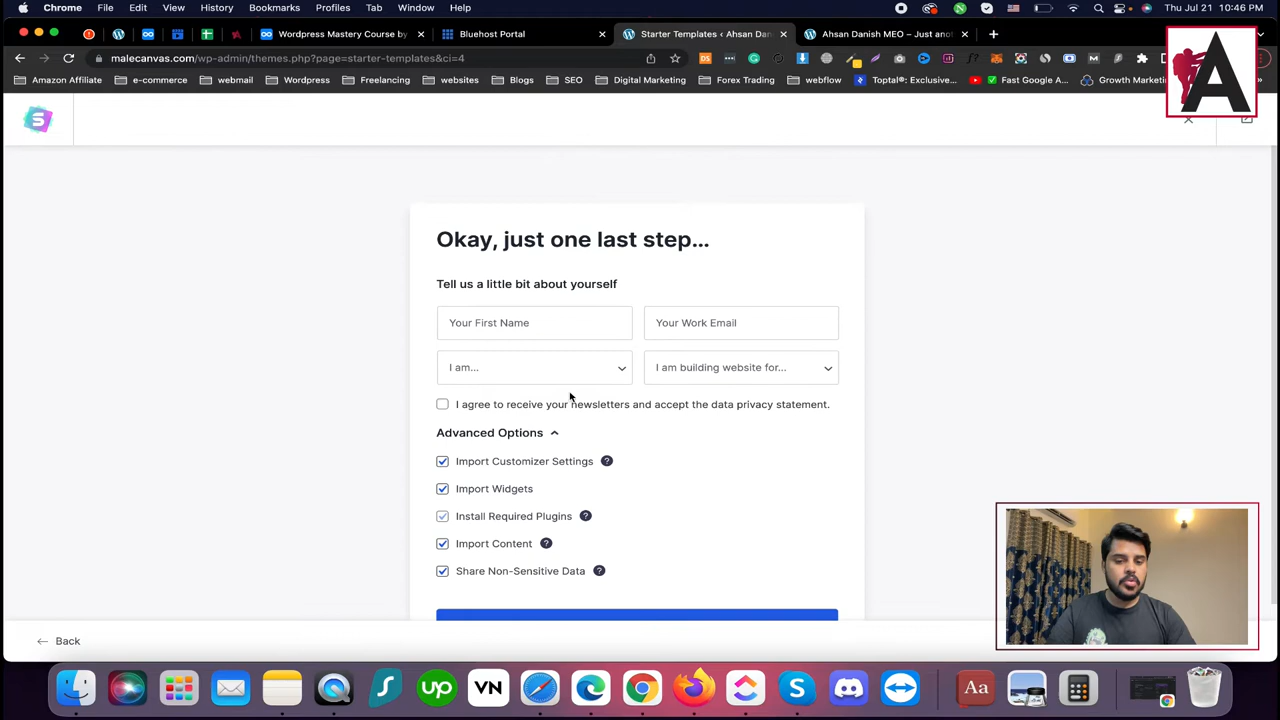 Chrome File Edit View History Bookmarks Profiles Tab Window Help Thu Jul 21 10:46 PM
Wordpress Mastery Course by Bluehost Portal Starter Templates ‹ Ahsan Dan Ahsan Danish MEO – Just anot
malecanvas.com/wp-admin/themes.php?page=starter-templates&ci=4
Amazon Affiliate e-commerce webmail Wordpress Freelancing websites Blogs SEO Digital Marketing Forex Trading webflow Toptal®: Exclusive... Fast Google A... Growth Market
A
S
Okay, just one last step...
Tell us a little bit about yourself
Your First Name Your Work Email
I am... I am building website for...
I agree to receive your newsletters and accept the data privacy statement.
Advanced Options
Import Customizer Settings ?
Import Widgets
Install Required Plugins ?
Import Content ?
Share Non-Sensitive Data ?
Back
up VN S Aa